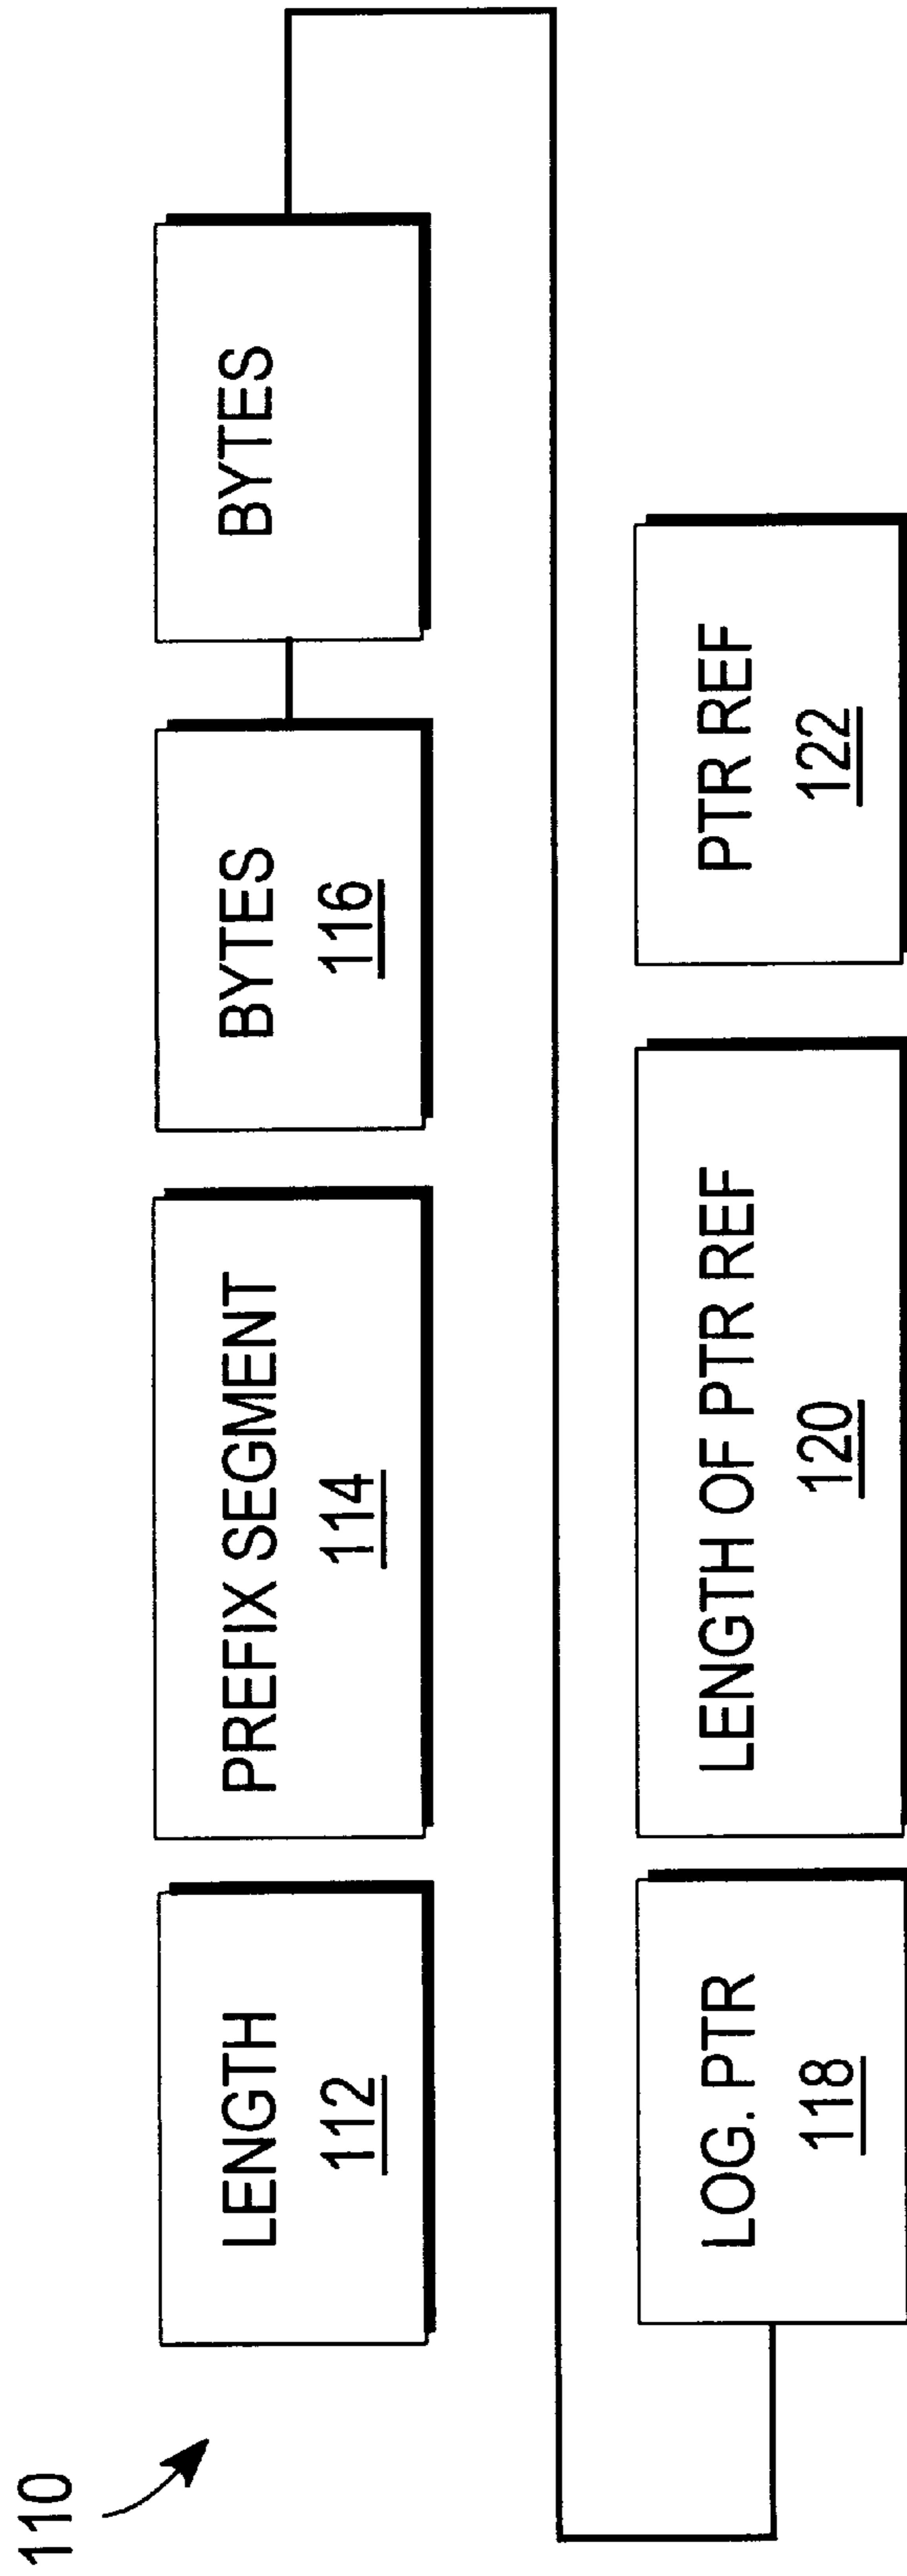 110
LENGTH
112
PREFIX SEGMENT
114
BYTES
116
BYTES
LOG. PTR
118
LENGTH OF PTR REF
120
PTR REF
122